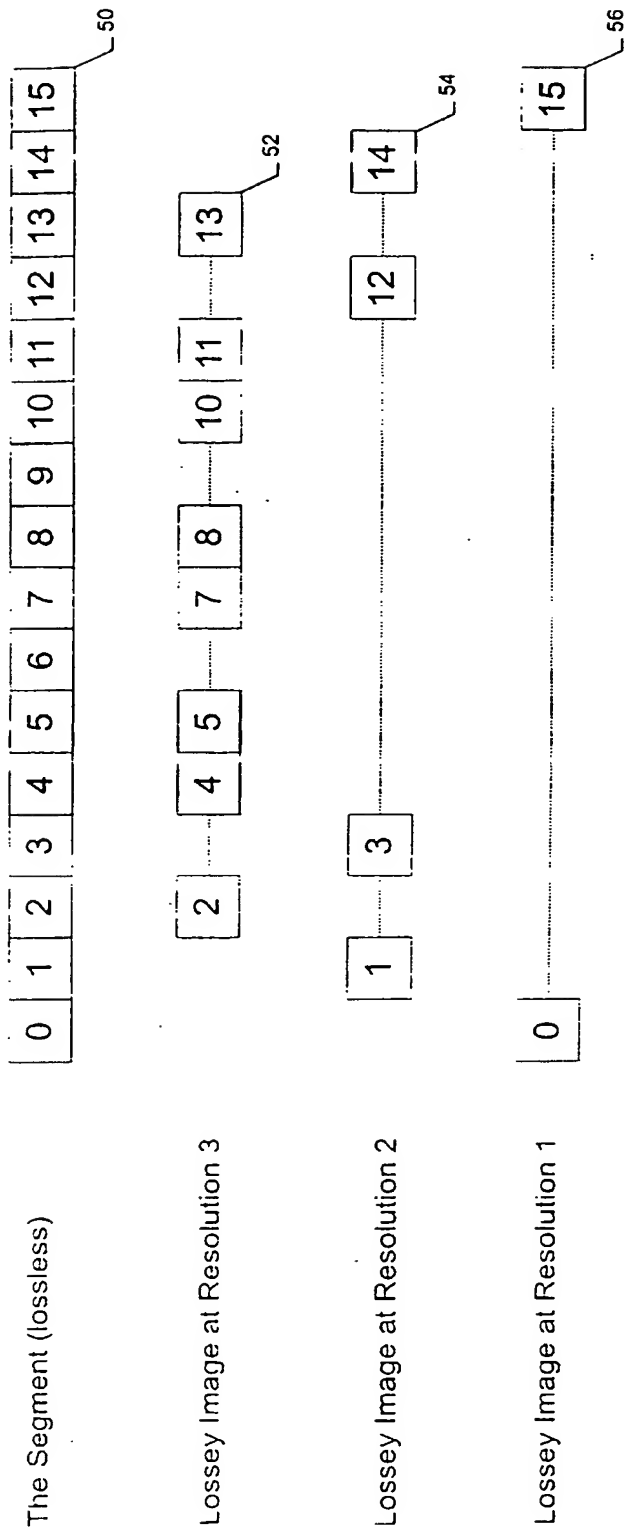 The Segment (lossless) 0 1 2 3 4 5 6 7 8 9 10 11 12 13 14 15
50
Lossey Image at Resolution 3 2 4 5 7 8 10 11 13
52
Lossey Image at Resolution 2 1 3 12 14
54
Lossey Image at Resolution 1 0 15
56